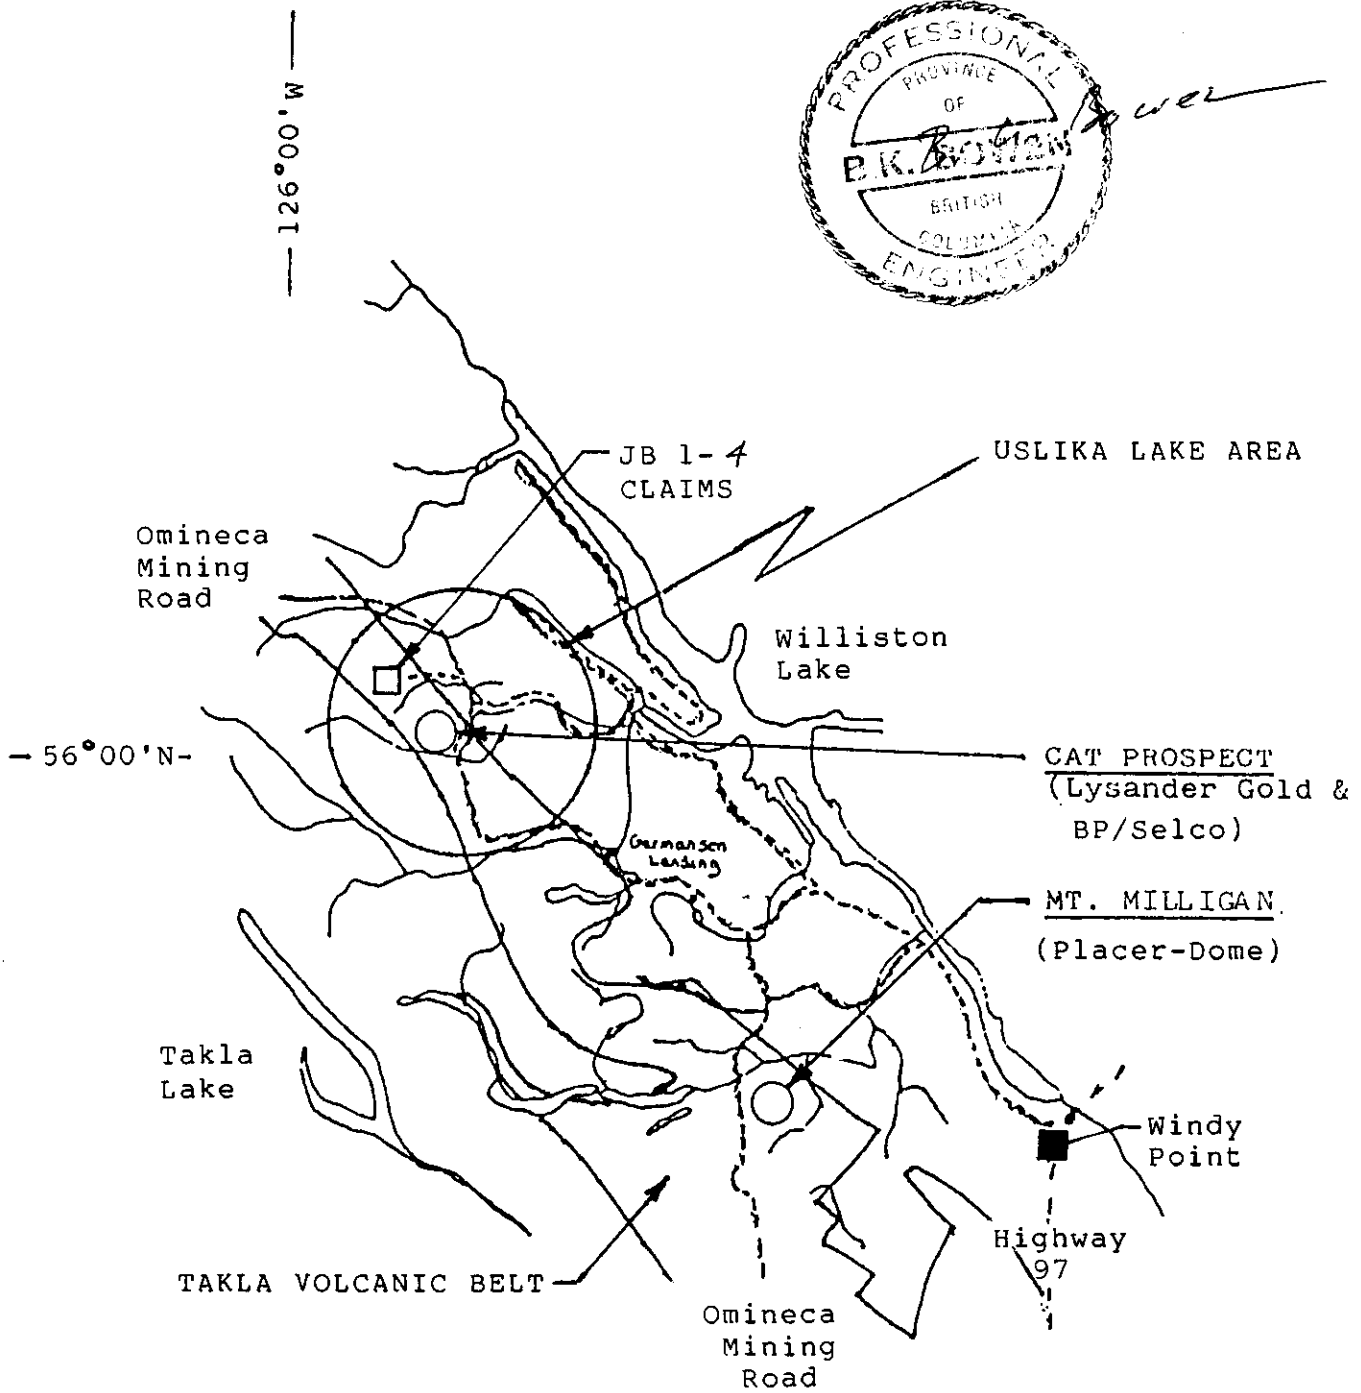 126°00'W
PROFESSIONAL
PROVINCE
OF
B.K. BOWEN
BRITISH
COLUMBIA
ENGINEER
JB 1-4
CLAIMS
USLIKA LAKE AREA
Omineca
Mining
Road
Williston
Lake
56°00'N
CAT PROSPECT
(Lysander Gold &
BP/Selco)
Germansen
Landing
MT. MILLIGAN
(Placer-Dome)
Takla
Lake
Windy
Point
Highway
97
TAKLA VOLCANIC BELT
Omineca
Mining
Road